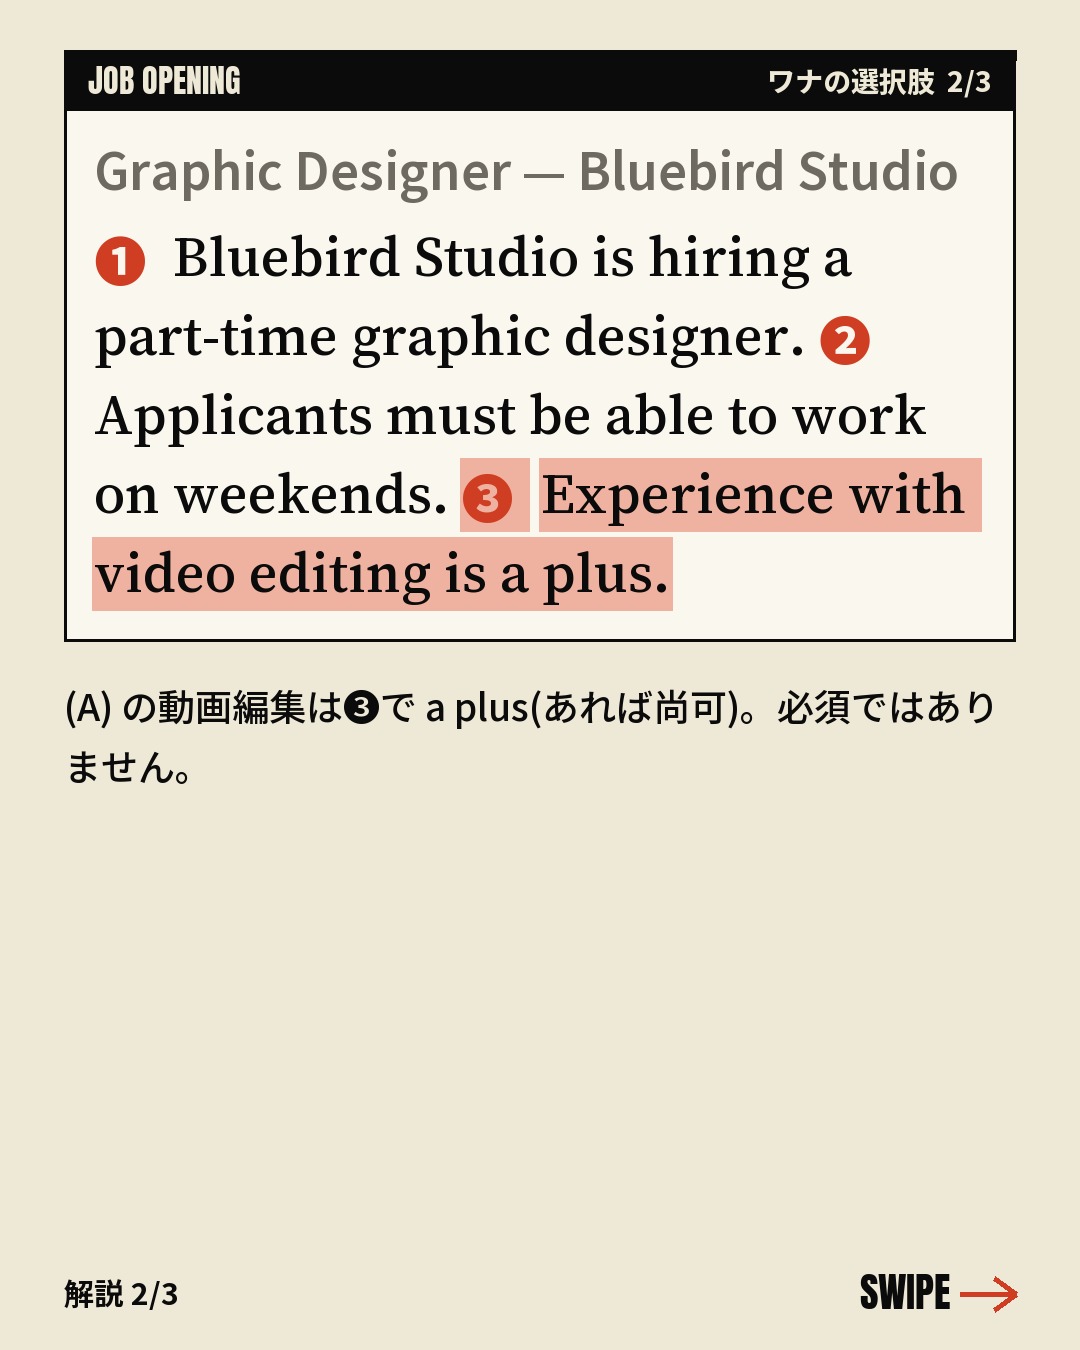 JOB OPENING
ワナの選択肢 2/3
Graphic Designer — Bluebird Studio
❶ Bluebird Studio is hiring a
part-time graphic designer. ❷
Applicants must be able to work
on weekends. ❸ Experience with
video editing is a plus.
(A) の動画編集は❸で a plus(あれば尚可)。必須ではあり
ません。
解説 2/3
SWIPE →